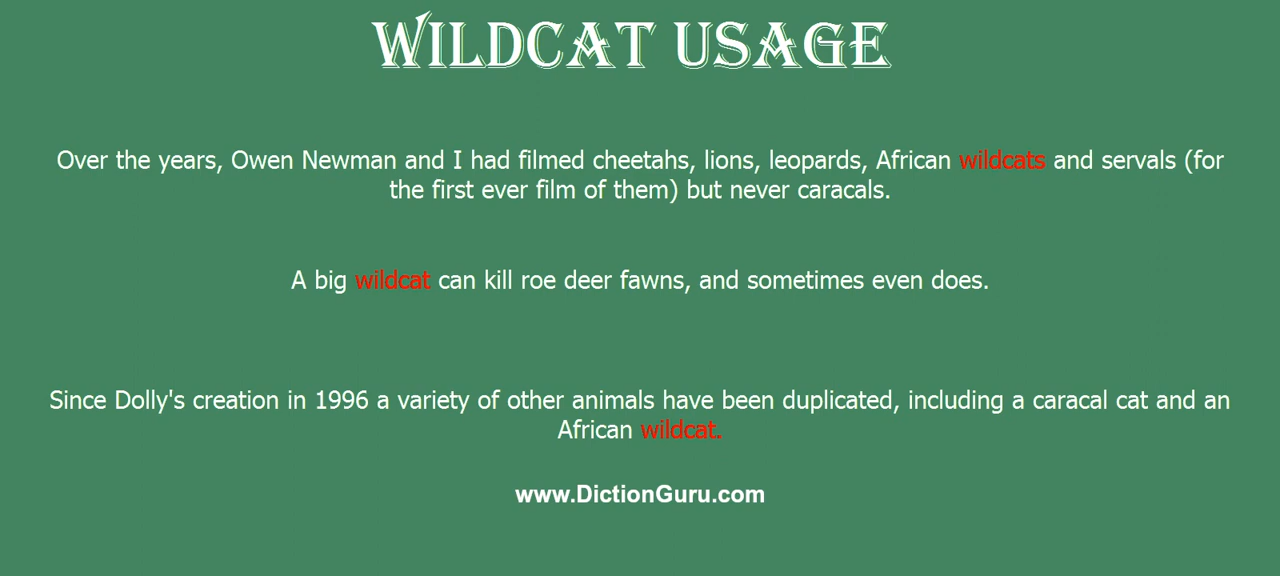 WILDCAT USAGE
Over the years, Owen Newman and I had filmed cheetahs, lions, leopards, African wildcats and servals (for
the first ever film of them) but never caracals.
A big wildcat can kill roe deer fawns, and sometimes even does.
Since Dolly's creation in 1996 a variety of other animals have been duplicated, including a caracal cat and an
African wildcat.
www.DictionGuru.com